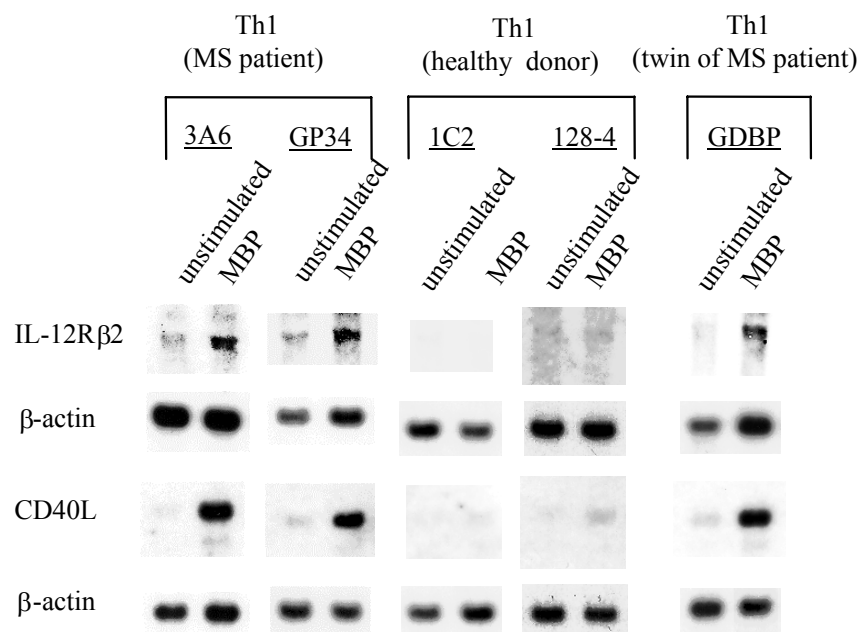 Th1 Th1 Th1
(MS patient) (healthy donor) (twin of MS patient)
3A6 GP34 1C2 128-4 GDBP
unstimulated MBP unstimulated MBP unstimulated MBP unstimulated MBP unstimulated MBP
IL-12Rβ2
β-actin
CD40L
β-actin